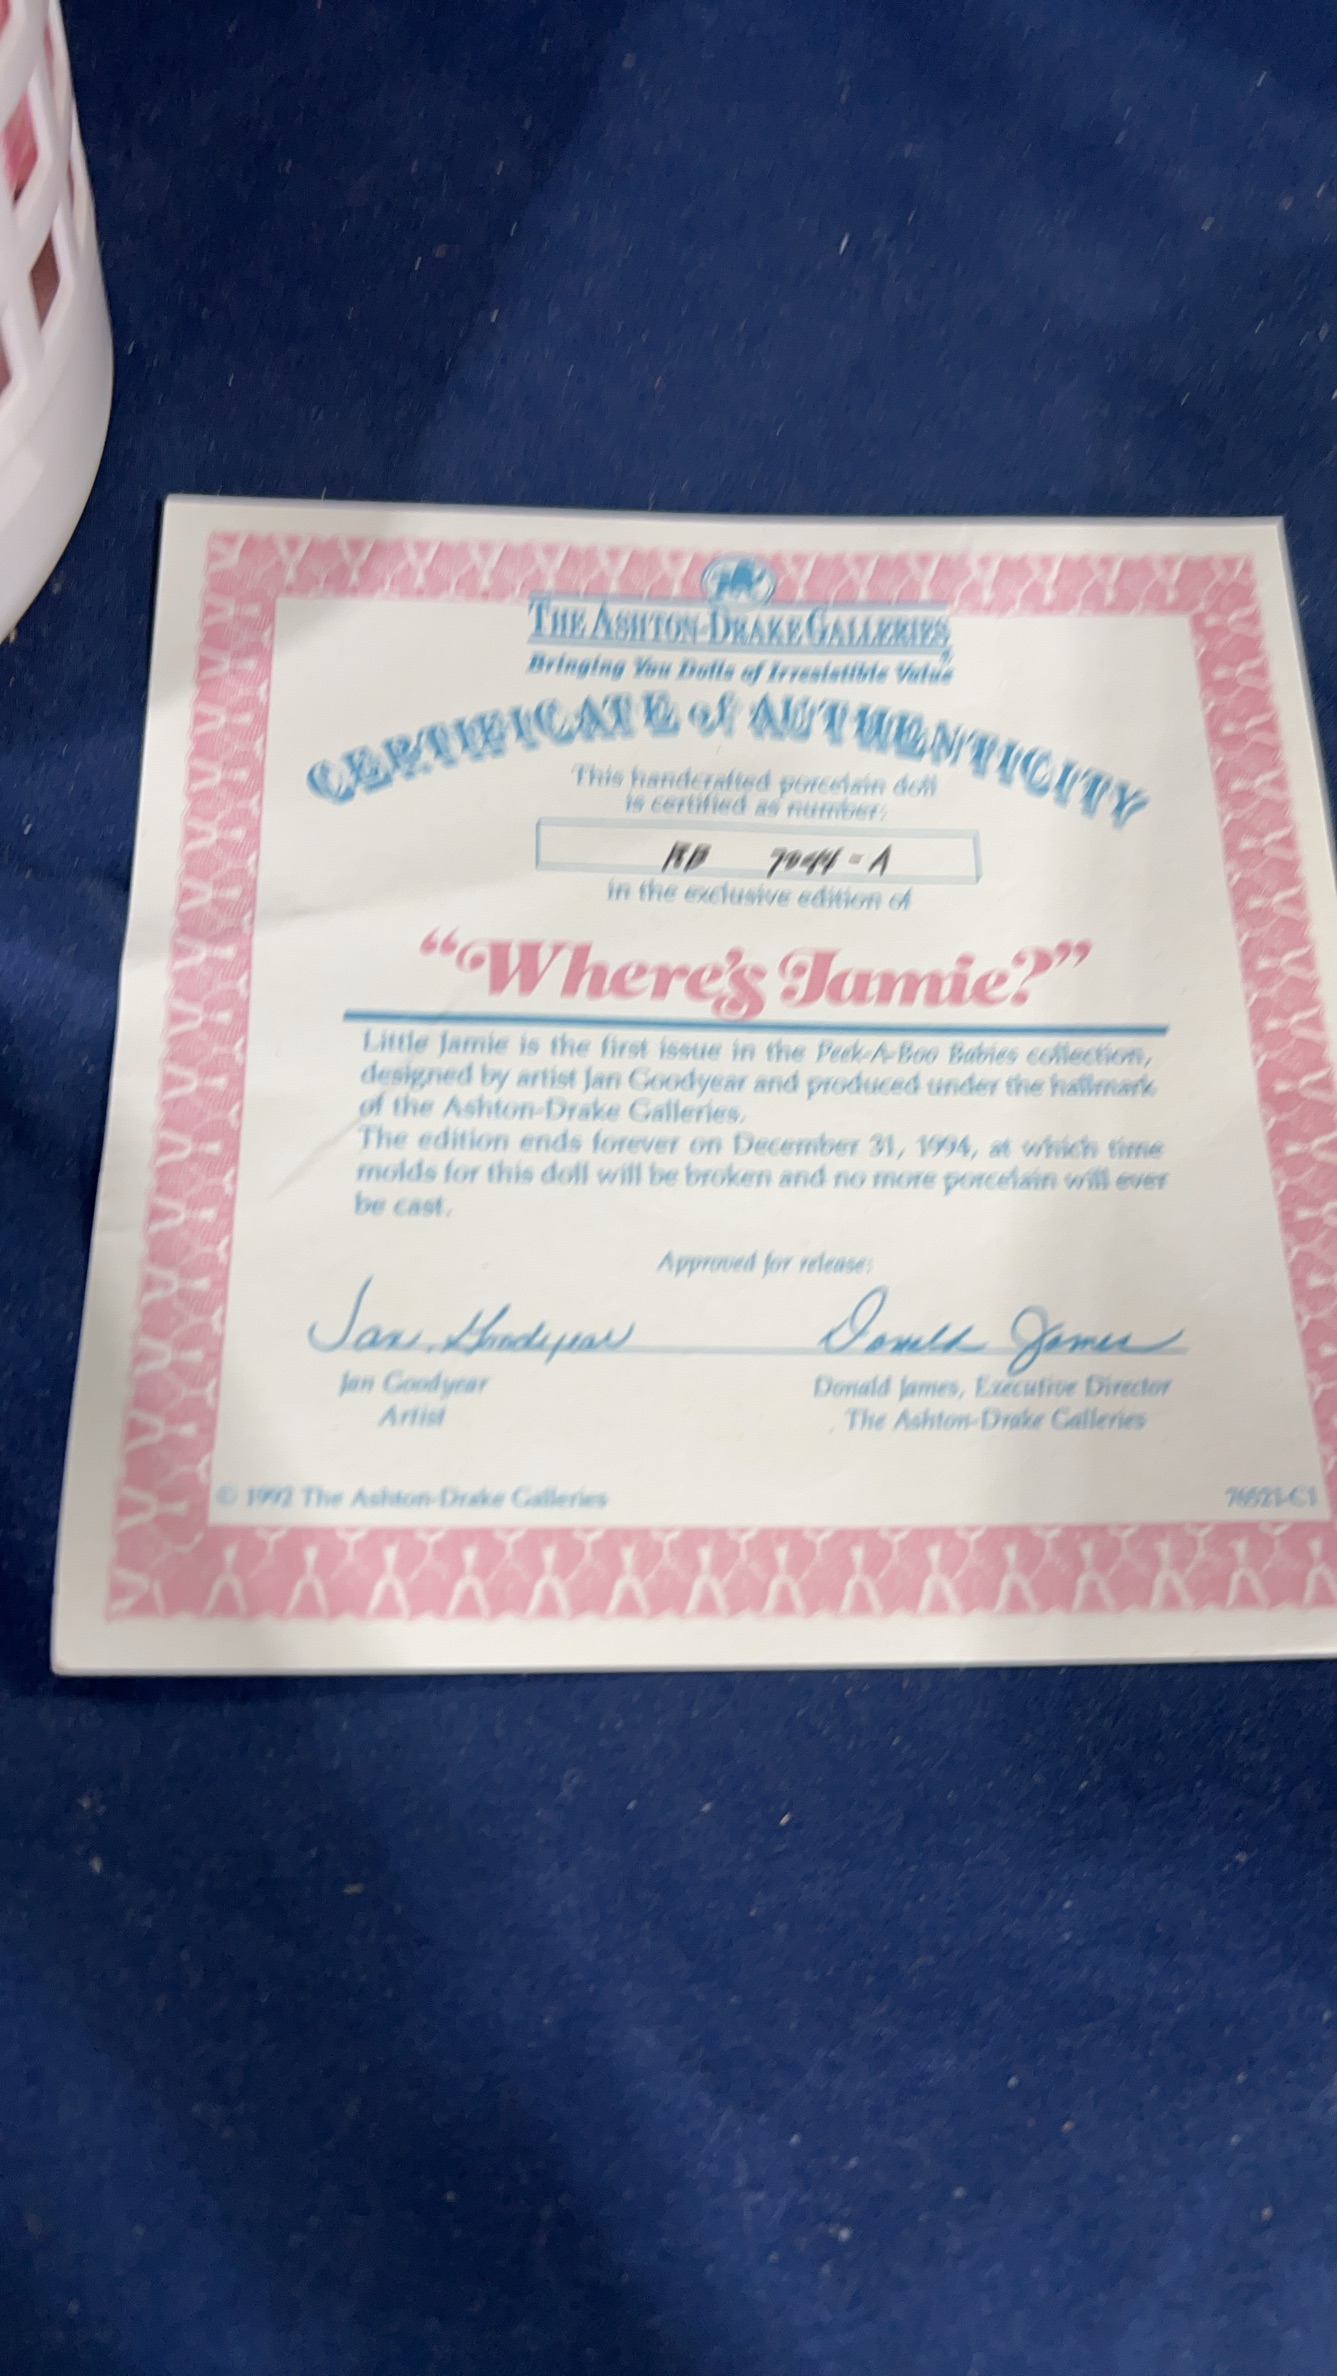 THE ASHTON-DRAKE GALLERIES
Bringing You Dolls of Irresistible Value
CERTIFICATE of AUTHENTICITY
This handcrafted porcelain doll
is certified as number:
in the exclusive edition of
“Where's Jamie?”
Little Jamie is the first issue in the Peek-A-Boo Babies collection,
designed by artist Jan Goodyear and produced under the hallmark
of the Ashton-Drake Galleries.
The edition ends forever on December 31, 1994, at which time
molds for this doll will be broken and no more porcelain will ever
be cast.
Approved for release:
Jan Goodyear Donald James
Jan Goodyear Donald James, Executive Director
Artist The Ashton-Drake Galleries
© 1992 The Ashton-Drake Galleries